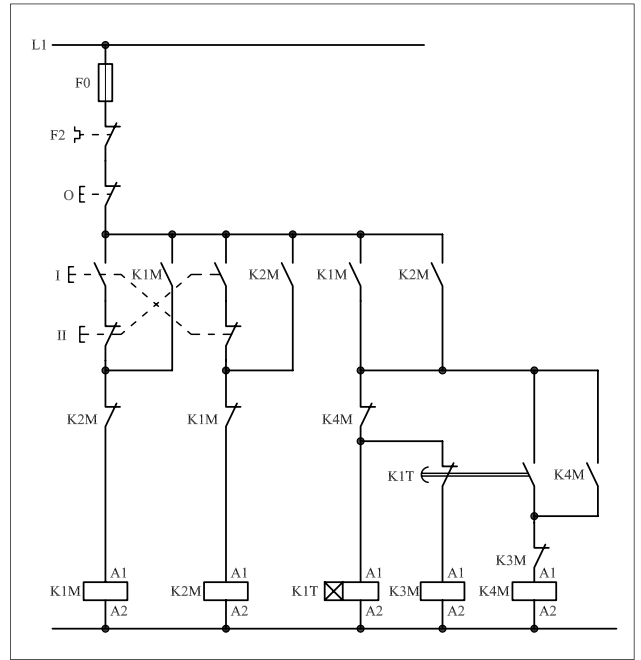 L1
F0
F2
O
I K1M K2M K1M K2M
II
K2M K1M K4M
K1T K4M
K3M
A1 A1 A1 A1 A1
K1M K2M K1T K3M K4M
A2 A2 A2 A2 A2